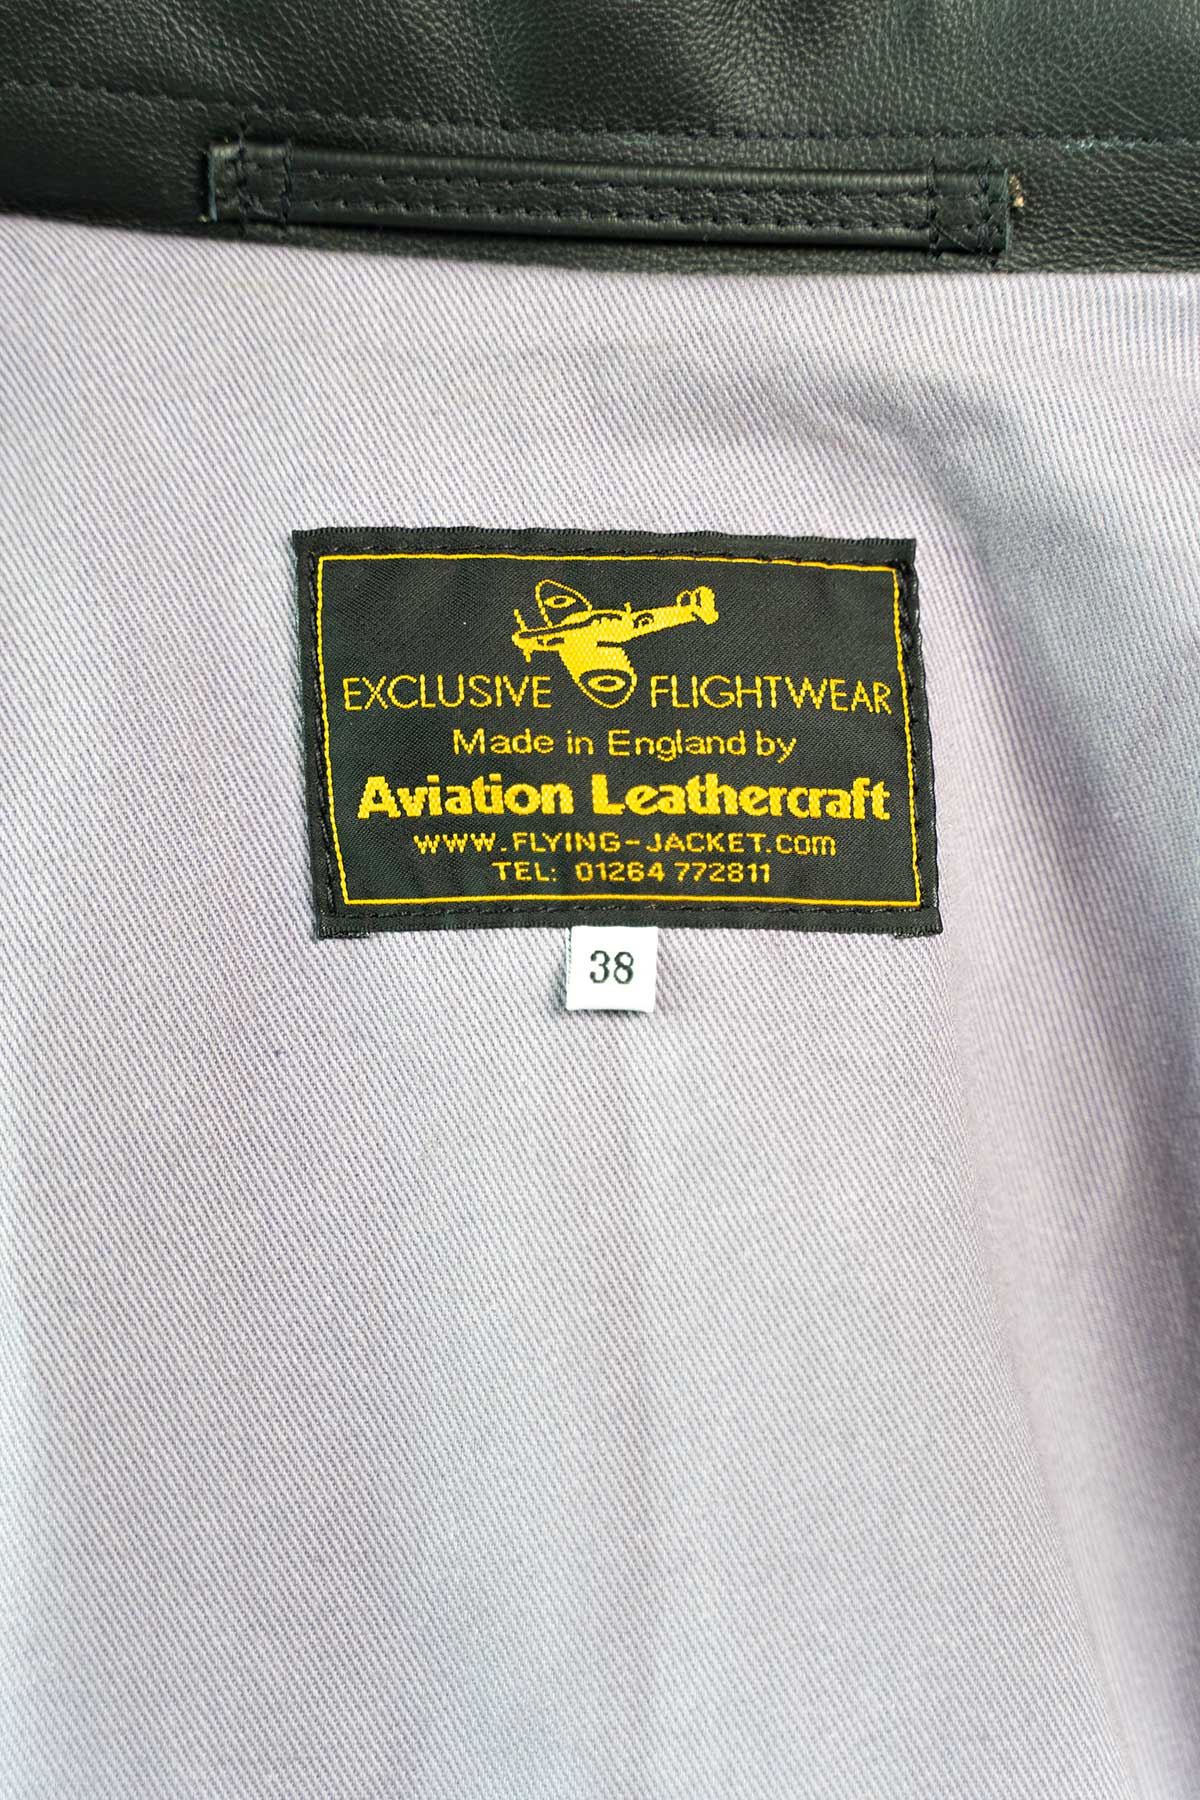 EXCLUSIVE FLIGHTWEAR
Made in England by
Aviation Leathercraft
WWW.FLYING-JACKET.com
TEL: 01264 772811
38